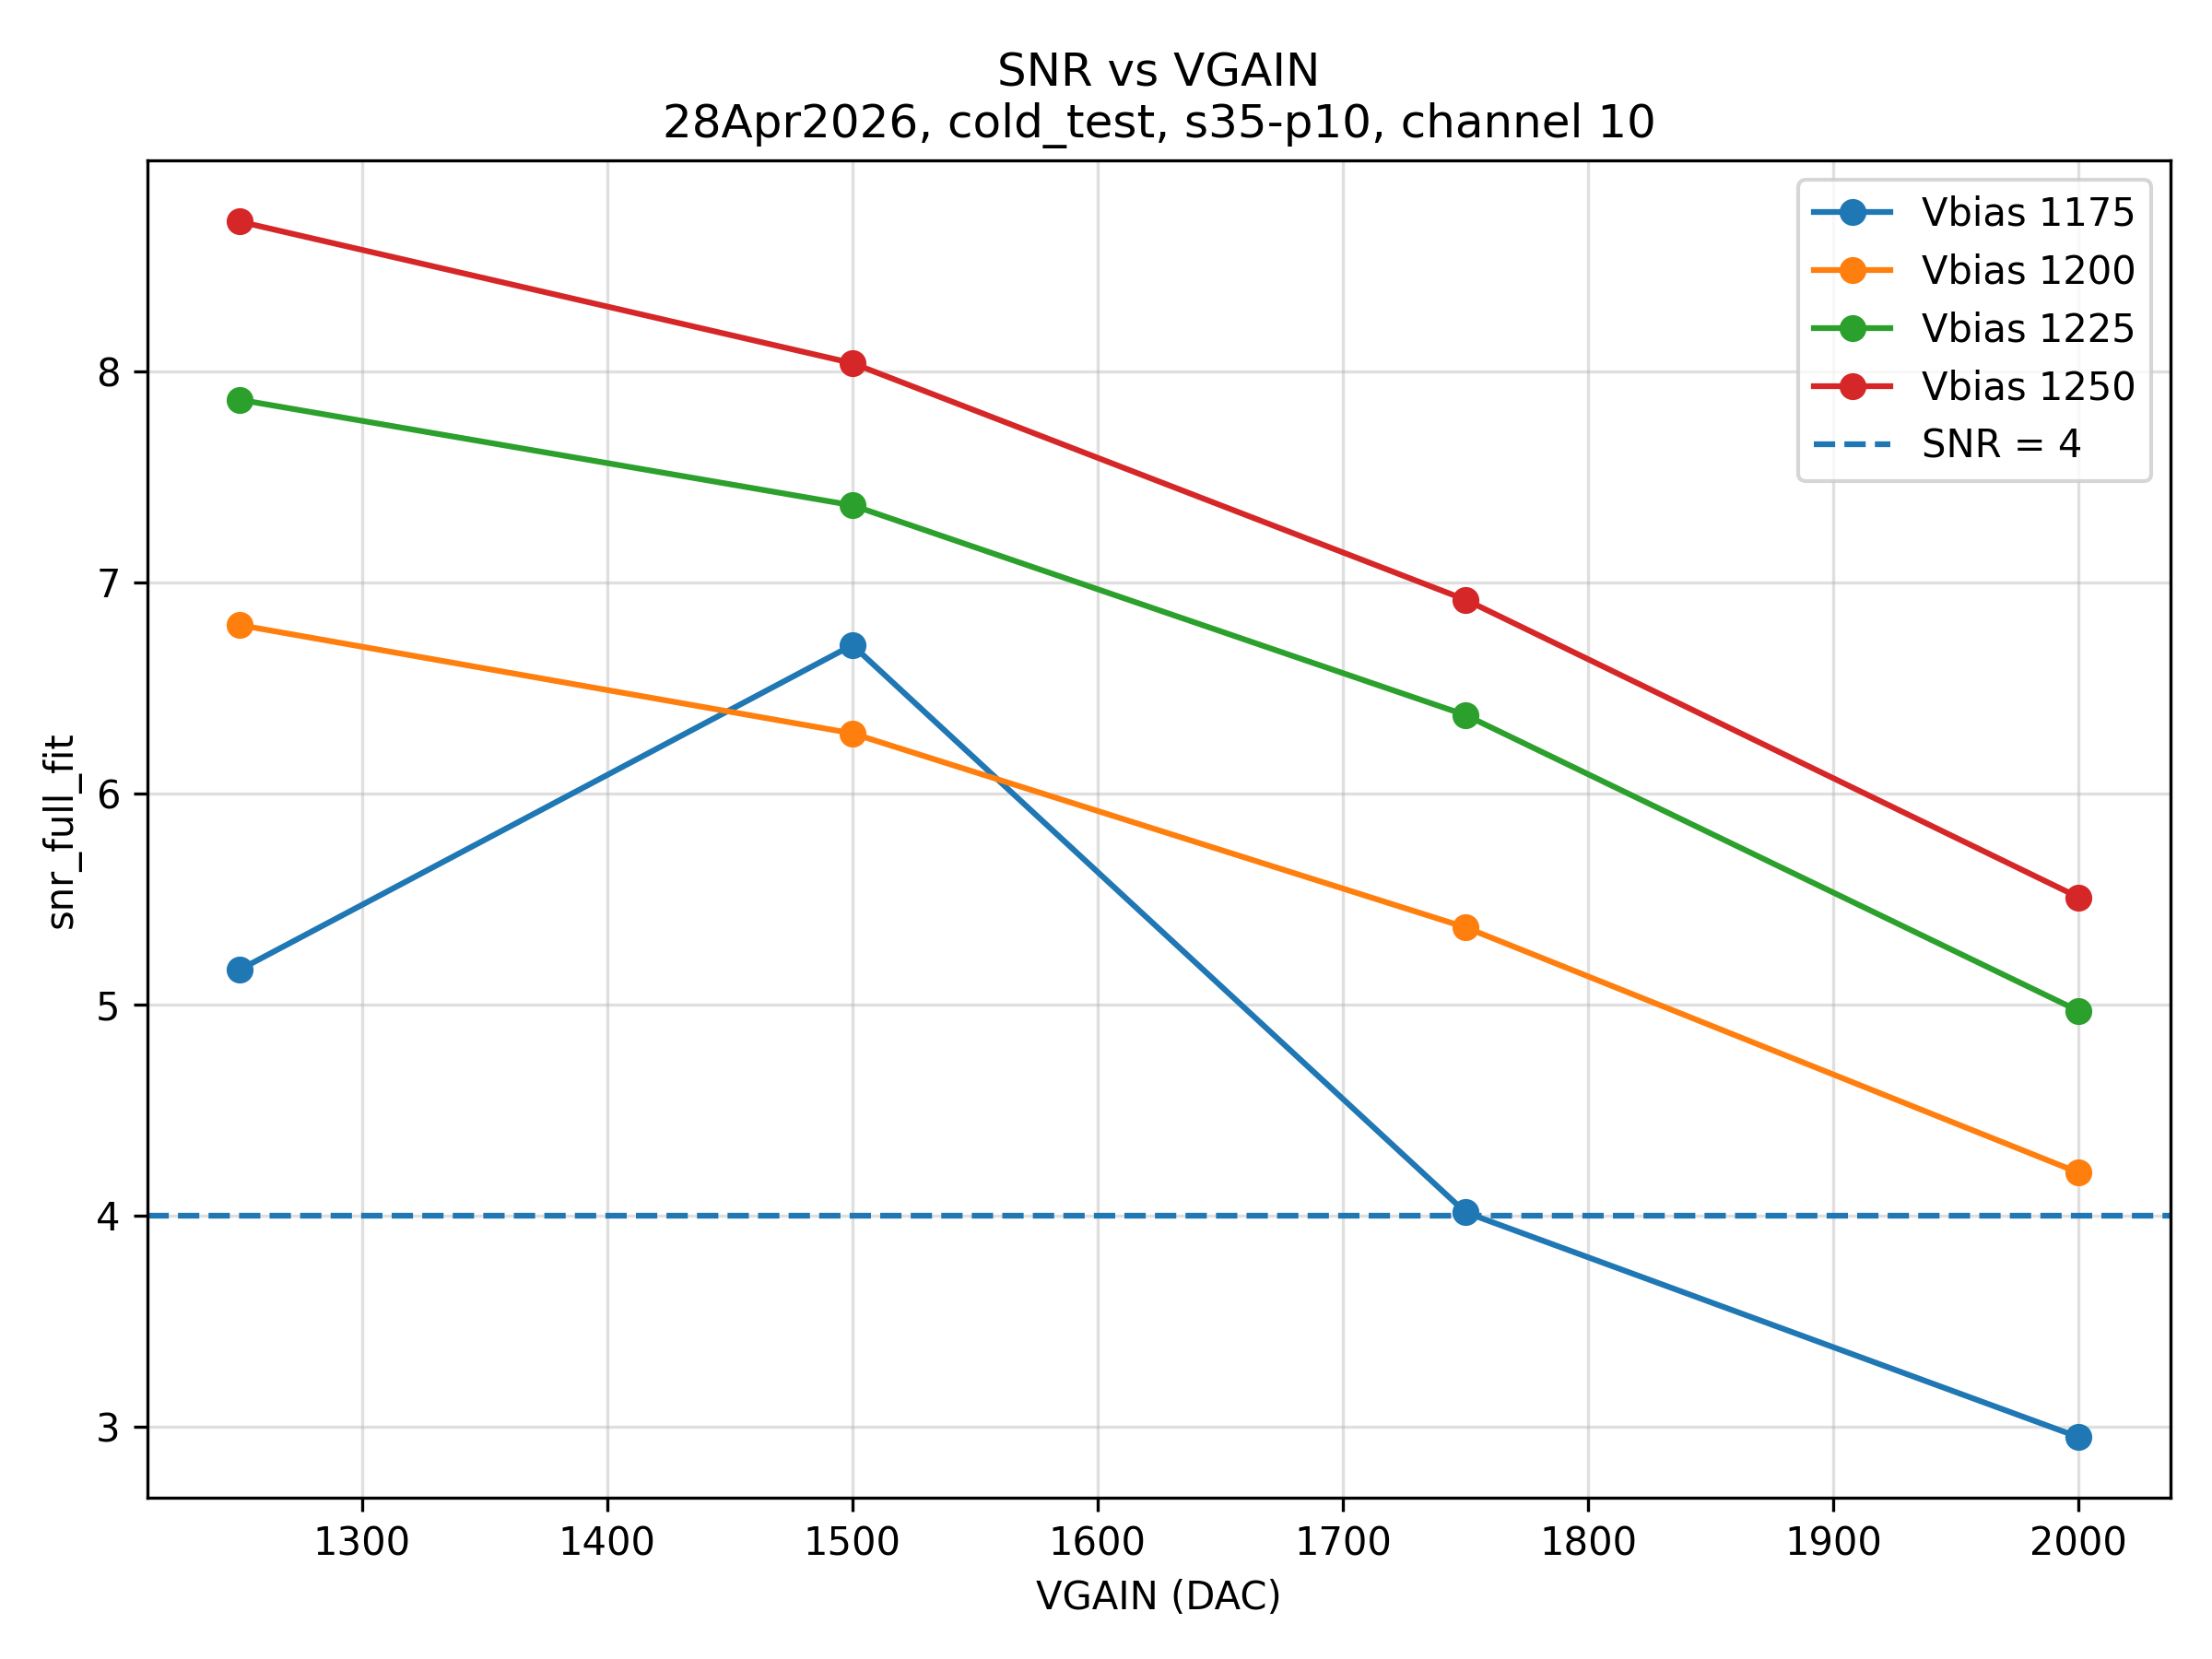 SNR vs VGAIN
28Apr2026, cold_test, s35-p10, channel 10
Vbias 1175
Vbias 1200
Vbias 1225
Vbias 1250
SNR = 4
snr_full_fit
8
7
6
5
4
3
1300 1400 1500 1600 1700 1800 1900 2000
VGAIN (DAC)